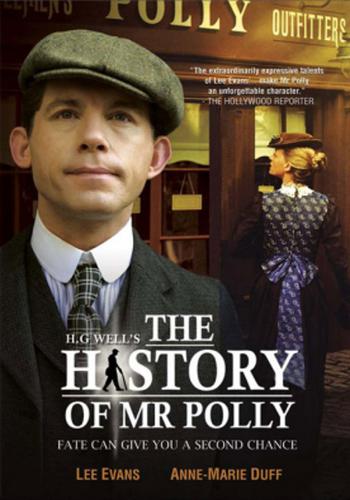 POLLY
OUTFITTERS
"The extraordinarily expressive talents
of Lee Evans make Mr Polly
an unforgettable character."
- THE HOLLYWOOD REPORTER
H.G WELL'S
THE
HISTORY
OF MR POLLY
FATE CAN GIVE YOU A SECOND CHANCE
LEE EVANS ANNE-MARIE DUFF